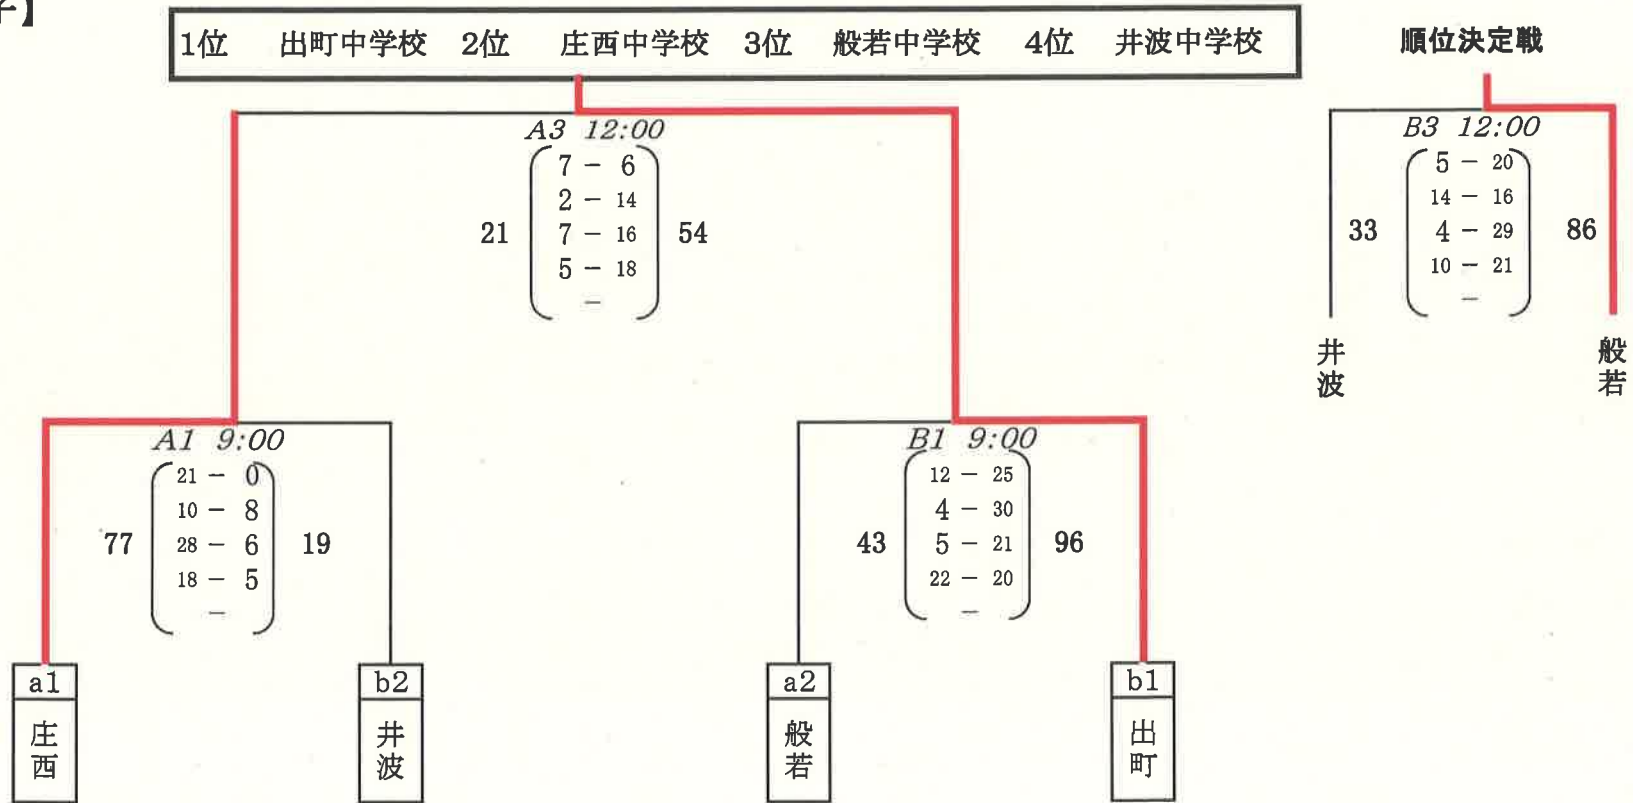 子】
1位 出町中学校 2位 庄西中学校 3位 般若中学校 4位 井波中学校
順位決定戦
A3 12:00
7 － 6
2 － 14
21 7 － 16 54
5 － 18
－
B3 12:00
5 － 20
14 － 16
33 4 － 29 86
10 － 21
－
井波
般若
A1 9:00
21 － 0
10 － 8
77 28 － 6 19
18 － 5
－
B1 9:00
12 － 25
4 － 30
43 5 － 21 96
22 － 20
－
a1
庄西
b2
井波
a2
般若
b1
出町